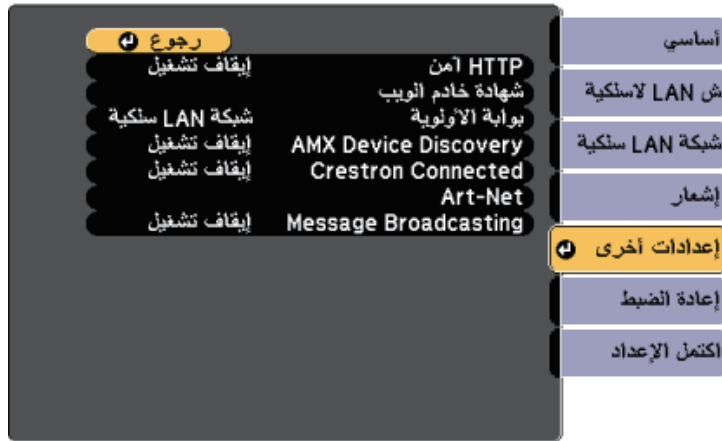 أساسي
ش LAN لاسلكية
شبكة LAN سلكية
إشعار
إعدادات أخرى
إعادة الضبط
اكتمل الإعداد
رجوع
HTTP آمن إيقاف تشغيل
شهادة خادم الويب
بوابة الأولوية شبكة LAN سلكية
AMX Device Discovery إيقاف تشغيل
Crestron Connected إيقاف تشغيل
Art-Net
Message Broadcasting إيقاف تشغيل